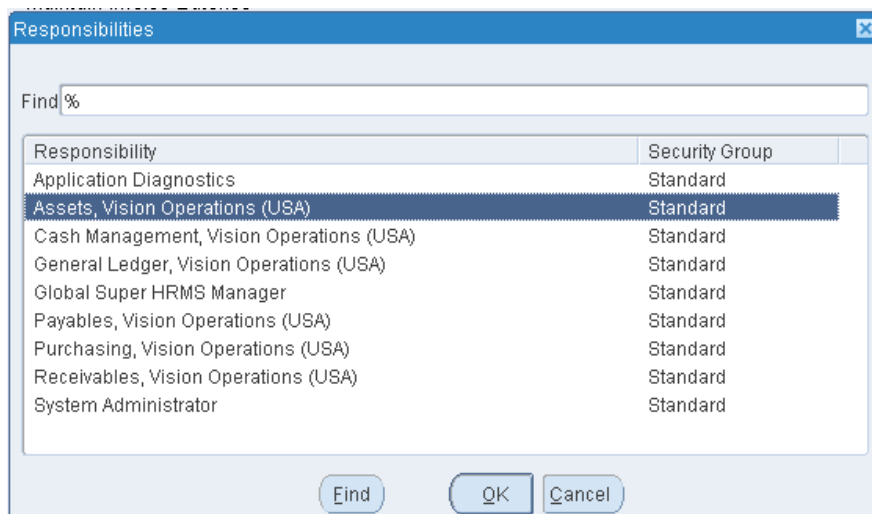 Responsibilities
Find %
Responsibility Security Group
Application Diagnostics Standard
Assets, Vision Operations (USA) Standard
Cash Management, Vision Operations (USA) Standard
General Ledger, Vision Operations (USA) Standard
Global Super HRMS Manager Standard
Payables, Vision Operations (USA) Standard
Purchasing, Vision Operations (USA) Standard
Receivables, Vision Operations (USA) Standard
System Administrator Standard
Find OK Cancel